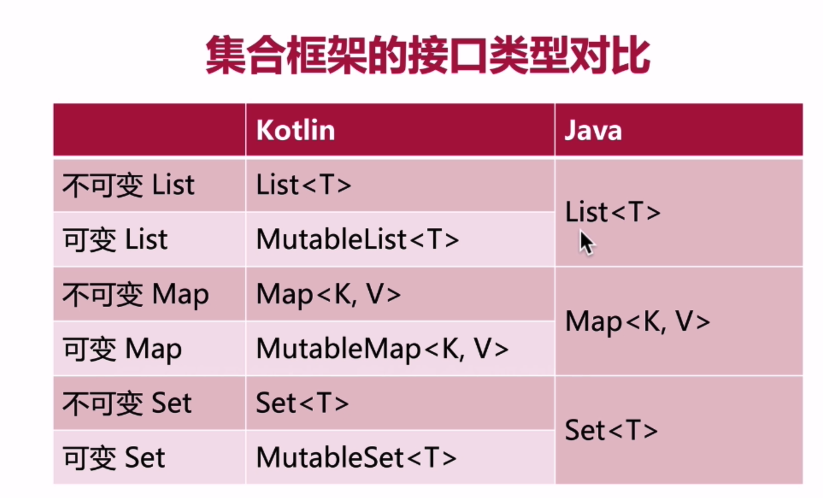 集合框架的接口类型对比
Kotlin Java
不可变 List List<T>
List<T>
可变 List MutableList<T>
不可变 Map Map<K, V>
Map<K, V>
可变 Map MutableMap<K, V>
不可变 Set Set<T>
Set<T>
可变 Set MutableSet<T>